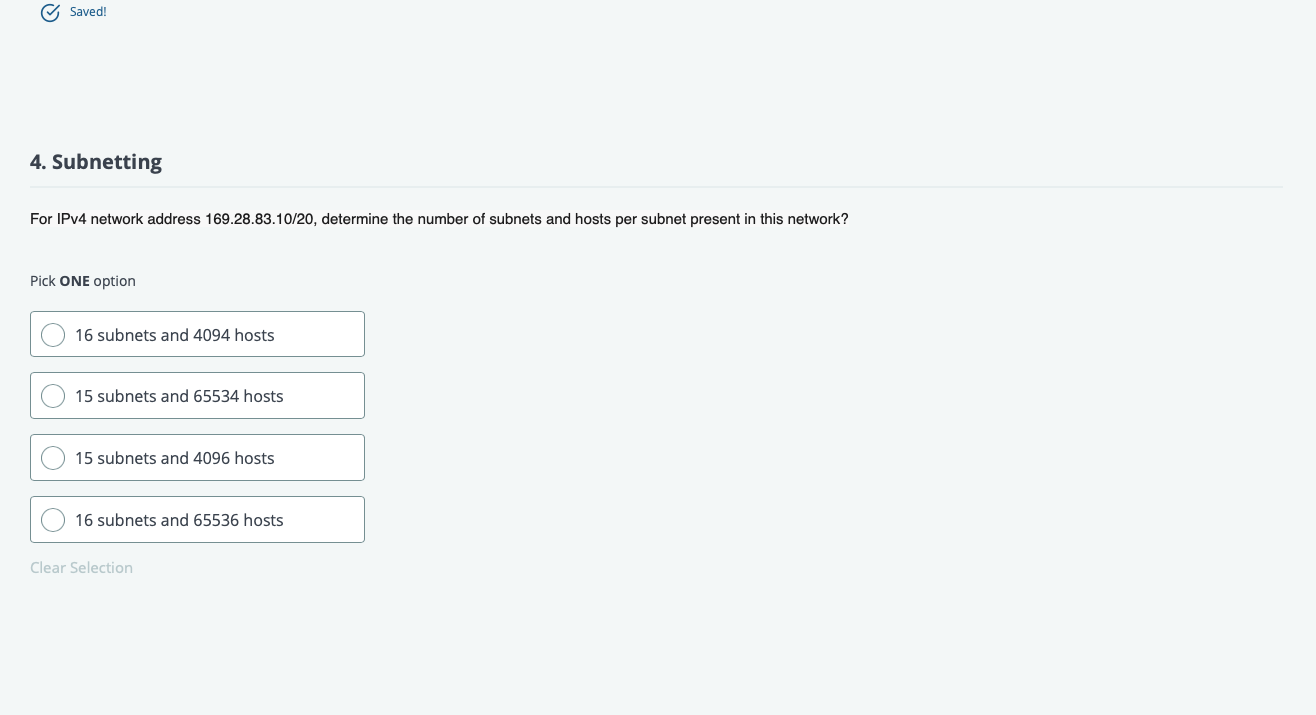 Saved!
4. Subnetting
For IPv4 network address 169.28.83.10/20, determine the number of subnets and hosts per subnet present in this network?
Pick ONE option
16 subnets and 4094 hosts
15 subnets and 65534 hosts
15 subnets and 4096 hosts
16 subnets and 65536 hosts
Clear Selection